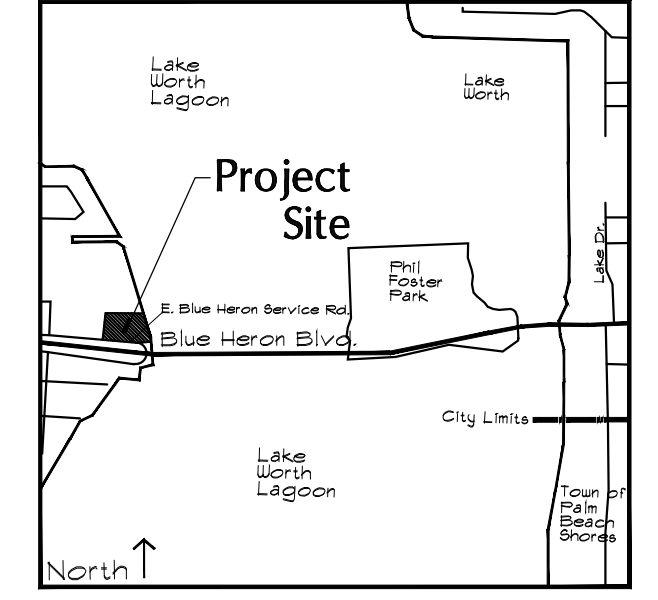 Lake
Worth
Lagoon
Lake
Worth
Project
Site
Lake Dr.
Phil
Foster
Park
E. Blue Heron Service Rd.
Blue Heron Blvd.
City Limits
Lake
Worth
Lagoon
Town of
Palm
Beach
Shores
North